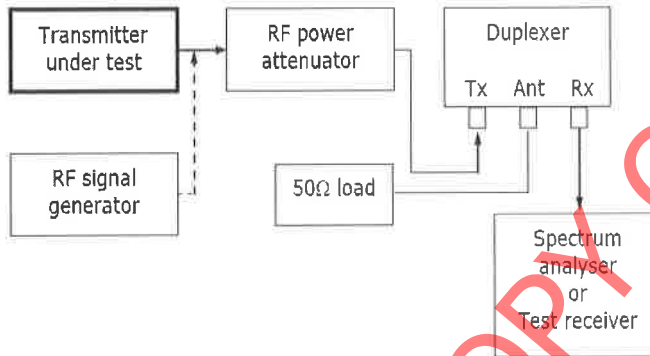 Transmitter
under test
RF power
attenuator
Duplexer
Tx Ant Rx
RF signal
generator
50Ω load
Spectrum
analyser
or
Test receiver
OPY